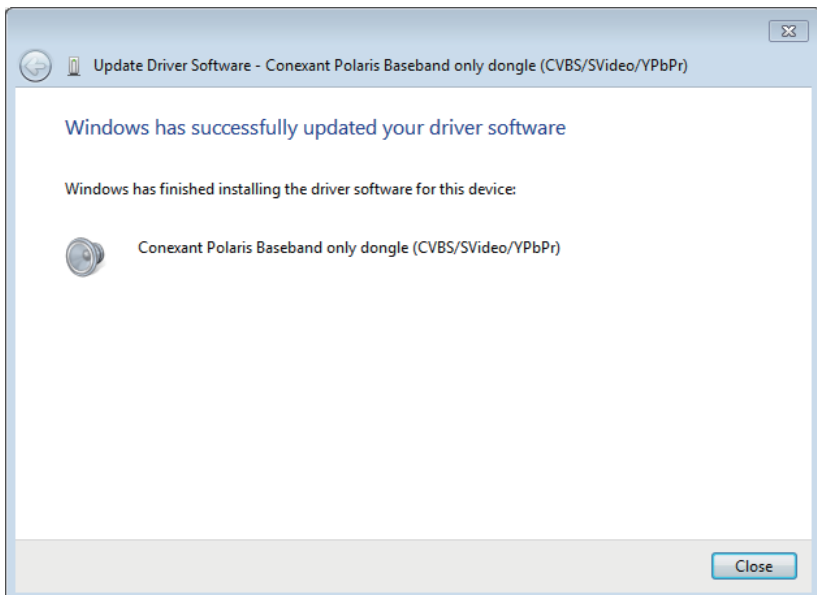 Update Driver Software - Conexant Polaris Baseband only dongle (CVBS/SVideo/YPbPr)
Windows has successfully updated your driver software
Windows has finished installing the driver software for this device:
Conexant Polaris Baseband only dongle (CVBS/SVideo/YPbPr)
Close